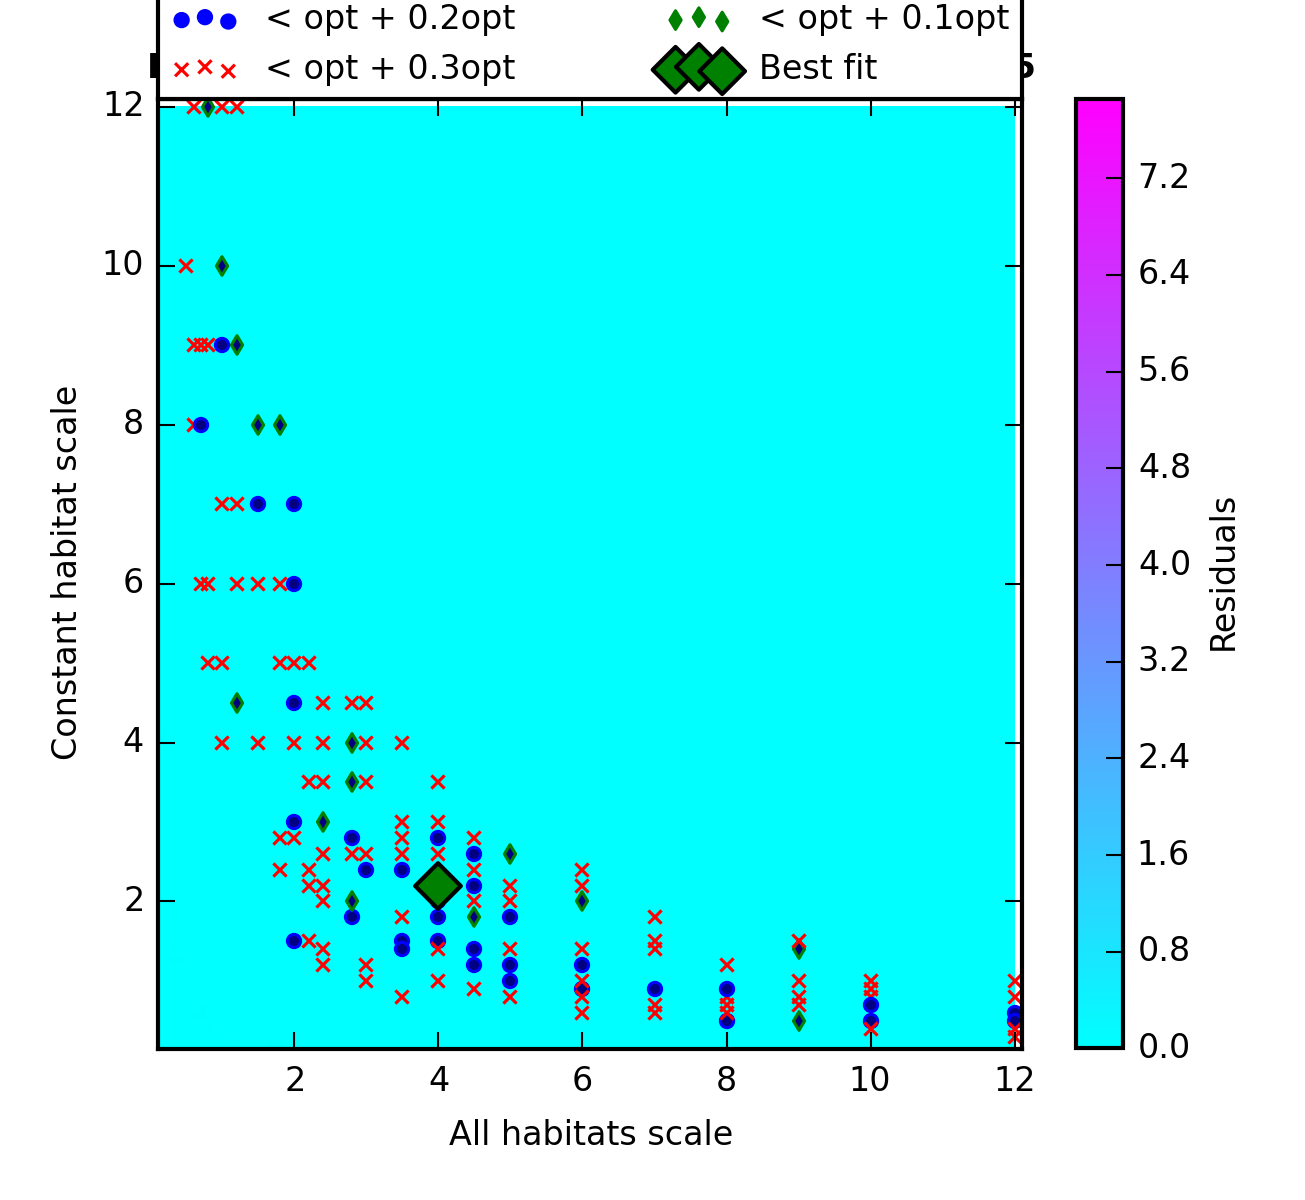 < opt + 0.2opt
< opt + 0.1opt
< opt + 0.3opt
Best fit
5
12
10
8
6
4
2
Constant habitat scale
2 4 6 8 10 12
All habitats scale
7.2
6.4
5.6
4.8
4.0
3.2
2.4
1.6
0.8
0.0
Residuals